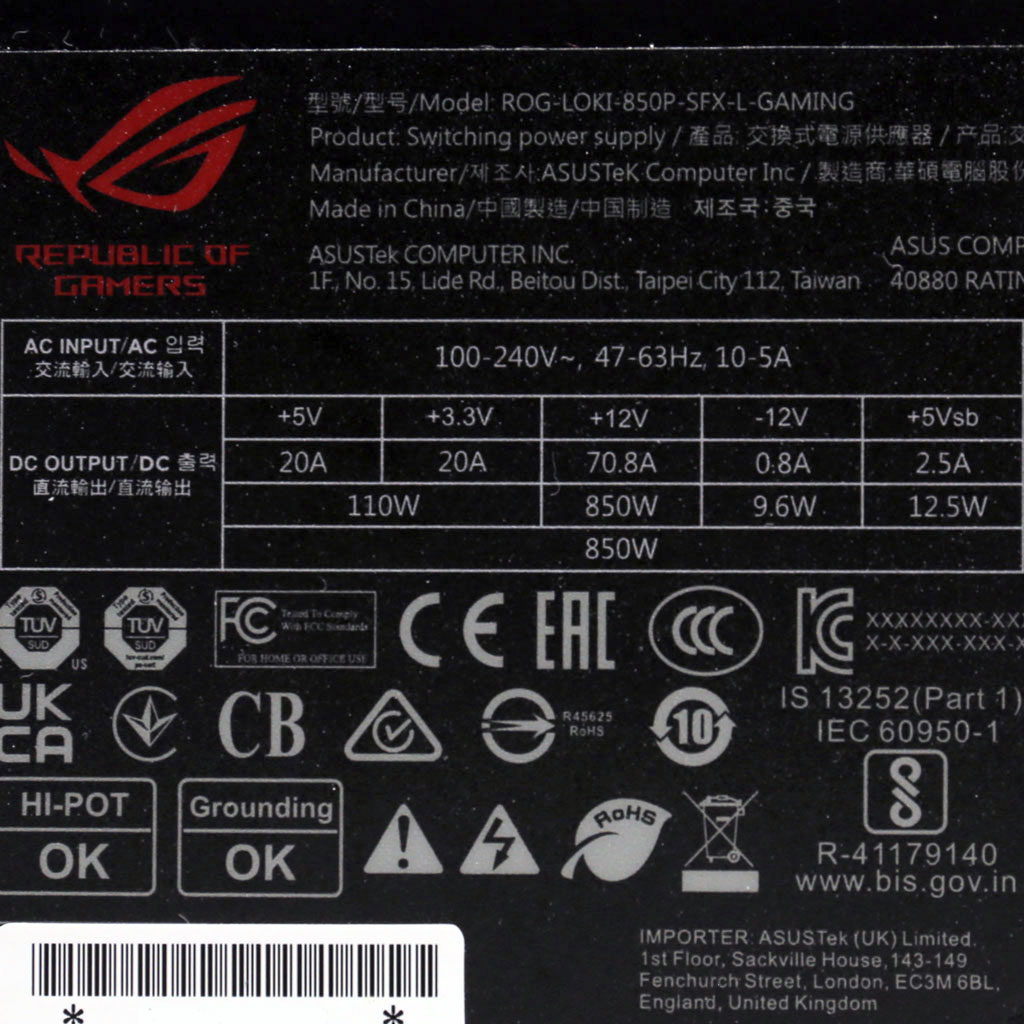 型號/型号/Model: ROG-LOKI-850P-SFX-L-GAMING
Product: Switching power supply / 產品: 交換式電源供應器 / 产品:
Manufacturer/제조사:ASUSTeK Computer Inc / 製造商:華碩電腦股份
Made in China/中國製造/中国制造 제조국:중국
REPUBLIC OF
GAMERS
ASUSTek COMPUTER INC.
1F., No. 15, Lide Rd., Beitou Dist., Taipei City 112, Taiwan
ASUS COMP
40880 RATIN
AC INPUT/AC 입력
交流輸入/交流输入
100-240V~, 47-63Hz, 10-5A
DC OUTPUT/DC 출력
直流輸出/直流输出
+5V +3.3V +12V -12V +5Vsb
20A 20A 70.8A 0.8A 2.5A
110W 850W 9.6W 12.5W
850W
TUV
SUD
US
TUV
SUD
FC
Tested To Comply
With FCC Standards
FOR HOME OR OFFICE USE
CE
EAC
CCC
KC
XXXXXXXX-XX
X-X-XXX-XXX-X
UK
CA
CB
R45625
RoHS
10
IS 13252(Part 1)
IEC 60950-1
HI-POT
OK
Grounding
OK
RoHS
R-41179140
www.bis.gov.in
IMPORTER: ASUSTek (UK) Limited.
1st Floor, Sackville House,143-149
Fenchurch Street, London, EC3M 6BL,
England, United Kingdom
* *